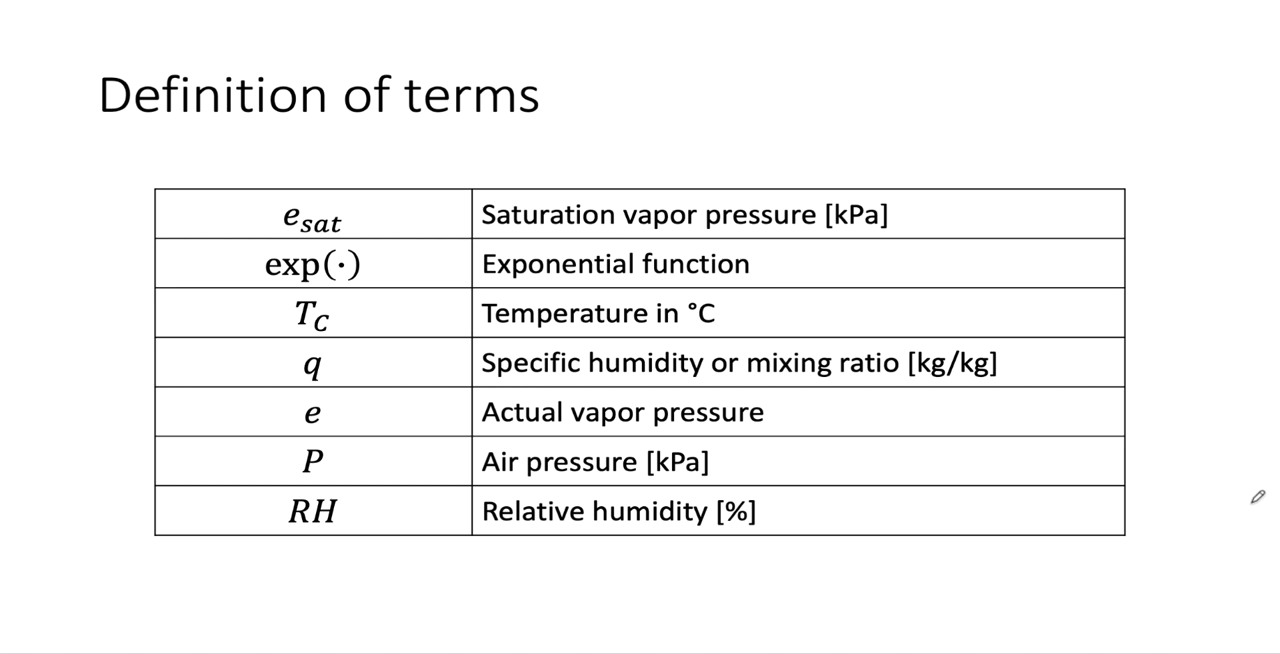 Definition of terms
e_sat Saturation vapor pressure [kPa]
exp(·) Exponential function
T_C Temperature in °C
q Specific humidity or mixing ratio [kg/kg]
e Actual vapor pressure
P Air pressure [kPa]
RH Relative humidity [%]